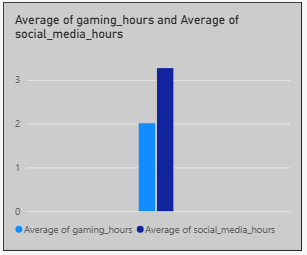 Average of gaming_hours and Average of
social_media_hours
3
2
1
0
Average of gaming_hours Average of social_media_hours